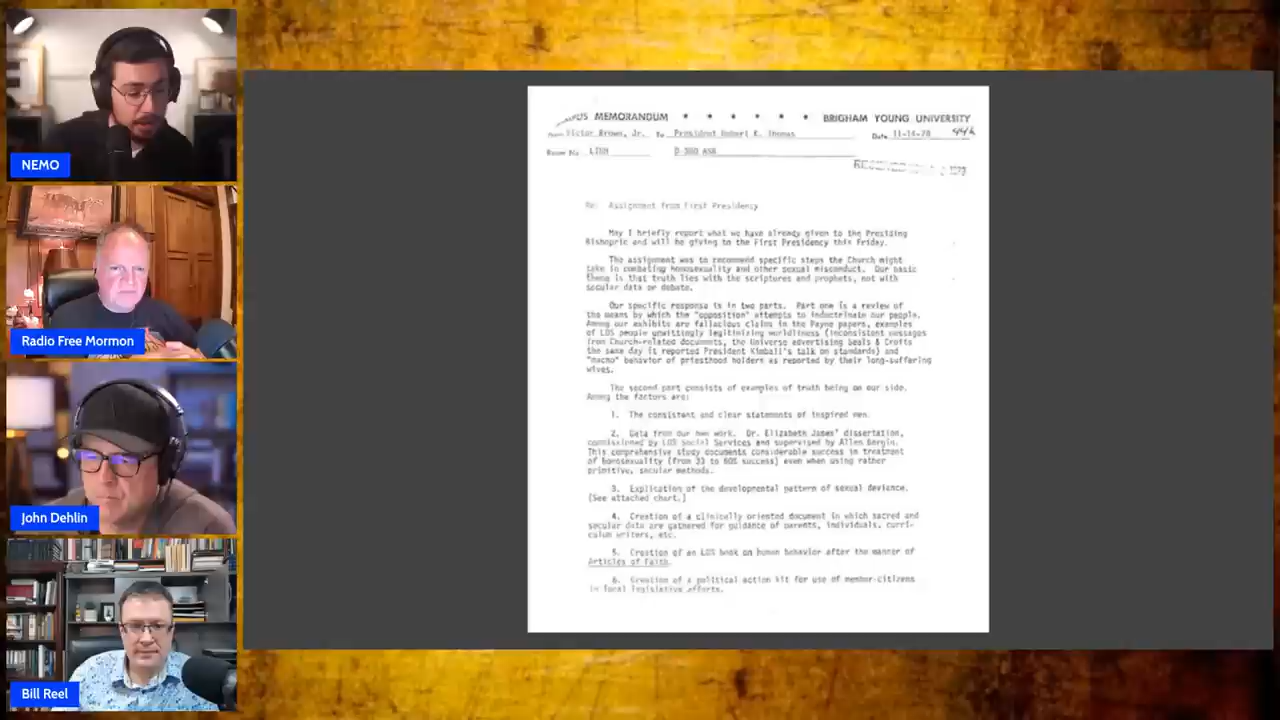 NEMO
Radio Free Mormon
John Dehlin
Bill Reel
MEMORANDUM * * * * * * BRIGHAM YOUNG UNIVERSITY
Victor Brown, Jr. To President Robert K. Thomas Date 11-14-78
Room No.
Re: Assignment from First Presidency
May I briefly report what we have already given to the Presiding
Bishopric and will be giving to the First Presidency this Friday.
The assignment was to recommend specific steps the Church might
take in combating homosexuality and other sexual misconduct. Our basic
theme is that truth lies with the scriptures and prophets, not with
secular data or debate.
Our specific response is in two parts. Part one is a review of
the means by which the "opposition" attempts to indoctrinate our people.
Among our exhibits are fallacious claims in the Payne papers, examples
of LDS people unwittingly legitimizing worldliness (inconsistent messages
from Church-related documents, the Universe advertising Seals & Crofts
the same day it reported President Kimball's talk on standards) and
"macho" behavior of priesthood holders as reported by their long-suffering
wives.
The second part consists of examples of truth being on our side.
Among the factors are:
1. The consistent and clear statements of inspired men.
2. Data from our own work. Dr. Elizabeth James' dissertation,
commissioned by LDS Social Services and supervised by Allen Bergin.
This comprehensive study documents considerable success in treatment
of homosexuality (from 33 to 60% success) even when using rather
primitive, secular methods.
3. Explication of the developmental pattern of sexual deviance.
(See attached chart.)
4. Creation of a clinically oriented document in which sacred and
secular data are gathered for guidance of parents, individuals, curri-
culum writers, etc.
5. Creation of an LDS book on human behavior after the manner of
Articles of Faith.
6. Creation of a political action kit for use of member-citizens
in local legislative efforts.